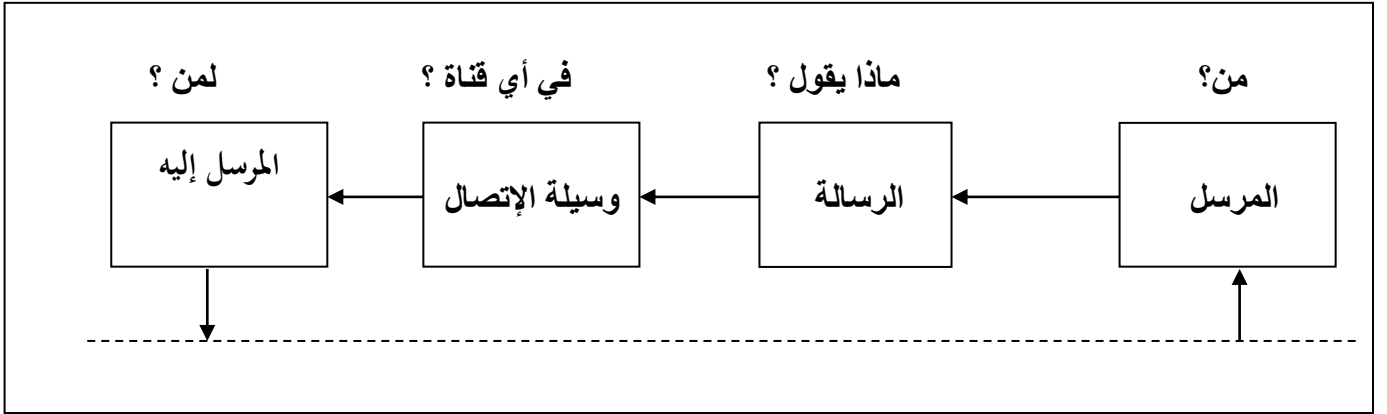 من؟
ماذا يقول ؟
في أي قناة ؟
لمن ؟
المرسل
الرسالة
وسيلة الإتصال
المرسل إليه